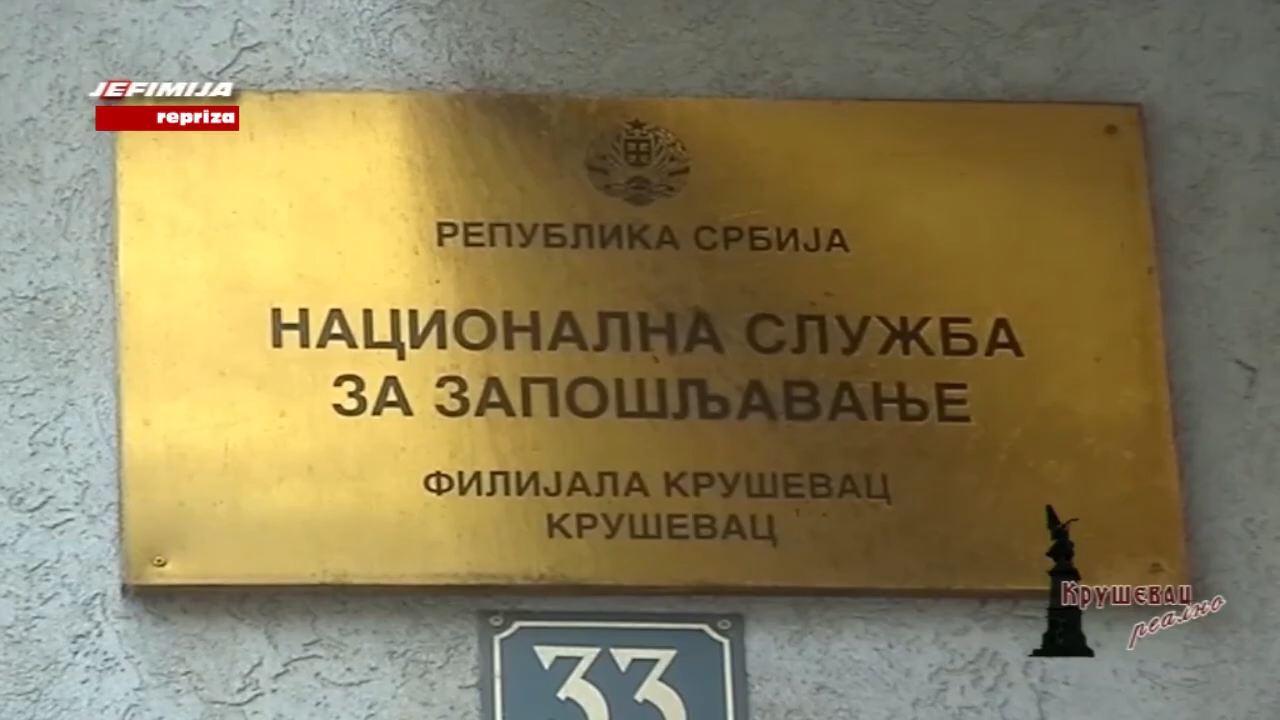 JEFIMIJA
repriza
РЕПУБЛИКА СРБИЈА
НАЦИОНАЛНА СЛУЖБА
ЗА ЗАПОШЉАВАЊЕ
ФИЛИЈАЛА КРУШЕВАЦ
КРУШЕВАЦ
Крушевац
реално
33